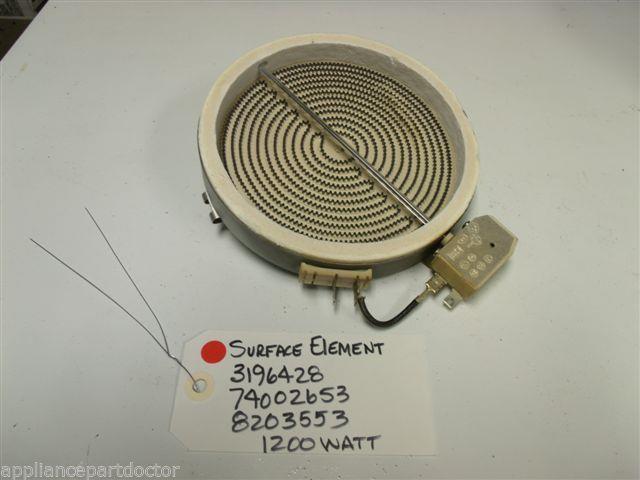 SURFACE ELEMENT
3196428
74002653
8203553
1200 WATT
appliancepartdoctor